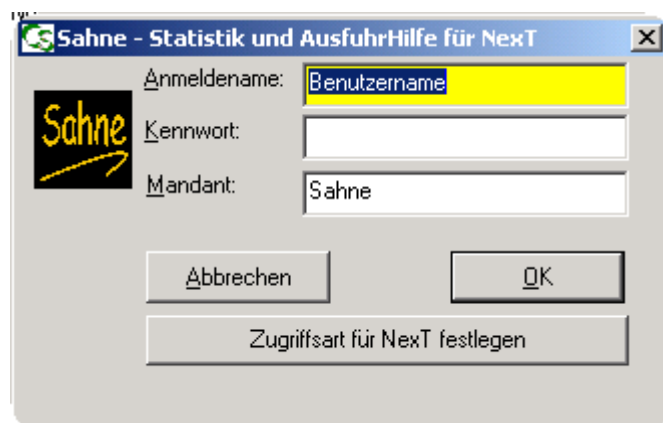 Sahne - Statistik und AusfuhrHilfe für NexT
Anmeldename: Benutzername
Sahne
Kennwort:
Mandant: Sahne
Abbrechen OK
Zugriffsart für NexT festlegen